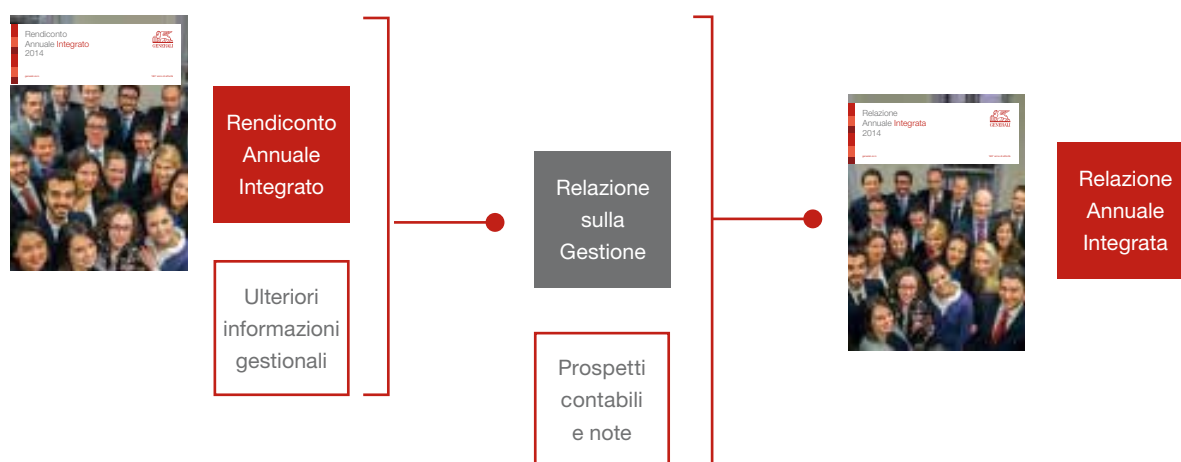 Rendiconto
Annuale Integrato
2014
GENERALI
Rendiconto
Annuale
Integrato
Ulteriori
informazioni
gestionali
Relazione
sulla
Gestione
Prospetti
contabili
e note
Relazione
Annuale Integrata
2014
GENERALI
Relazione
Annuale
Integrata